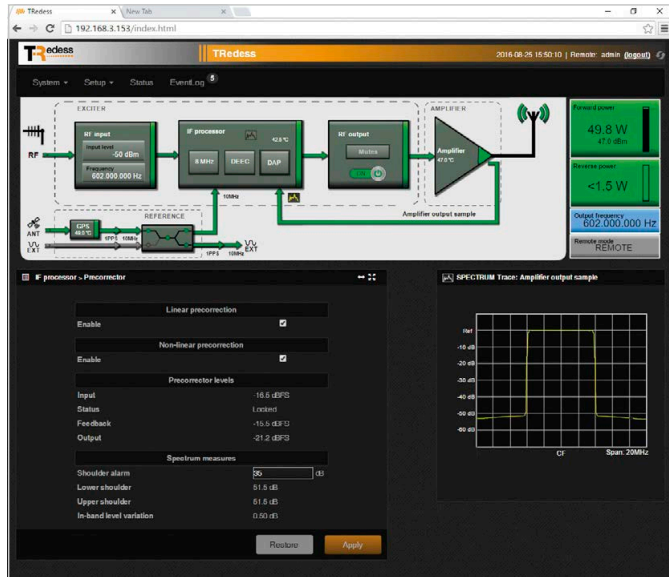 TRedess
New Tab
192.168.3.153/index.html
TRedess
TRedess
2016-08-25 15:50:10 | Remote: admin (logout)
System
Setup
Status
EventLog 5
EXCITER
AMPLIFIER
RF input
Input level
-50 dBm
Frequency
602.000.000 Hz
IF processor
42.5 ºC
8 MHz
DEEC
DAP
RF output
Mutes
ON
Amplifier
47.0 ºC
RF
10MHz
Amplifier output sample
REFERENCE
GPS
ANT
EXT
1PPS
10MHz
1PPS
10MHz
EXT
Forward power
49.8 W
47.0 dBm
Reverse power
<1.5 W
Output frequency
602.000.000 Hz
Remote mode
REMOTE
IF processor > Precorrector
Linear precorrection
Enable
Non-linear precorrection
Enable
Precorrector levels
Input -16.5 dBFS
Status Locked
Feedback -15.5 dBFS
Output -21.2 dBFS
Spectrum measures
Shoulder alarm 35 dB
Lower shoulder 51.5 dB
Upper shoulder 51.5 dB
In-band level variation 0.50 dB
Restore
Apply
SPECTRUM Trace: Amplifier output sample
Ref
-10 dB
-20 dB
-30 dB
-40 dB
-50 dB
-60 dB
CF
Span: 20MHz